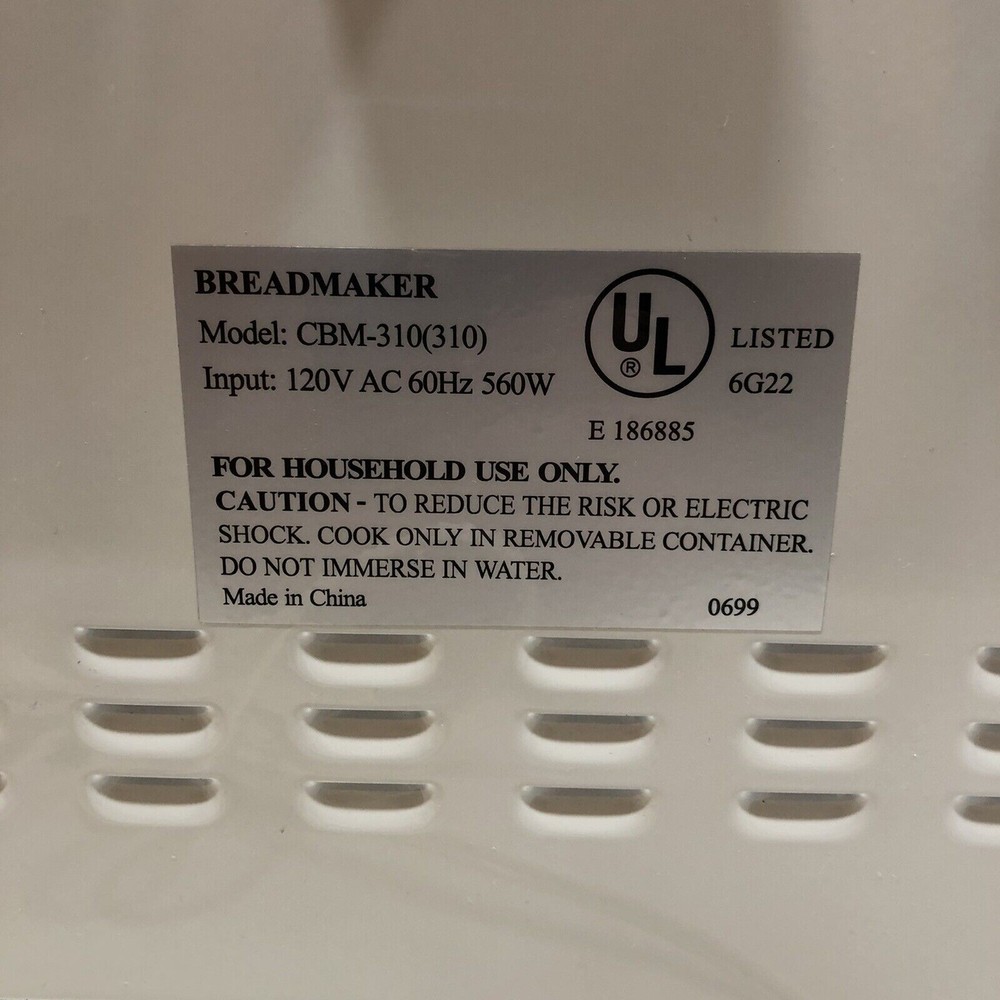 BREADMAKER
Model: CBM-310(310)
Input: 120V AC 60Hz 560W
UL
®
LISTED
6G22
E 186885
FOR HOUSEHOLD USE ONLY.
CAUTION - TO REDUCE THE RISK OR ELECTRIC
SHOCK. COOK ONLY IN REMOVABLE CONTAINER.
DO NOT IMMERSE IN WATER.
Made in China
0699